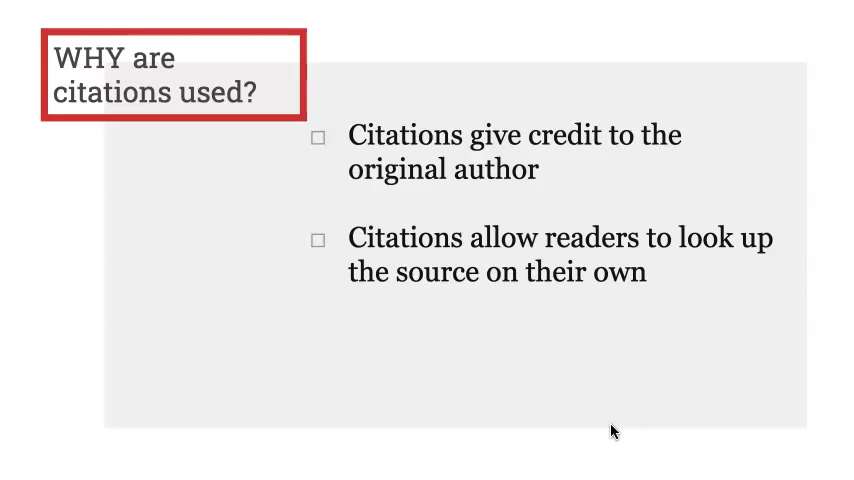 WHY are
citations used?
Citations give credit to the
original author
Citations allow readers to look up
the source on their own